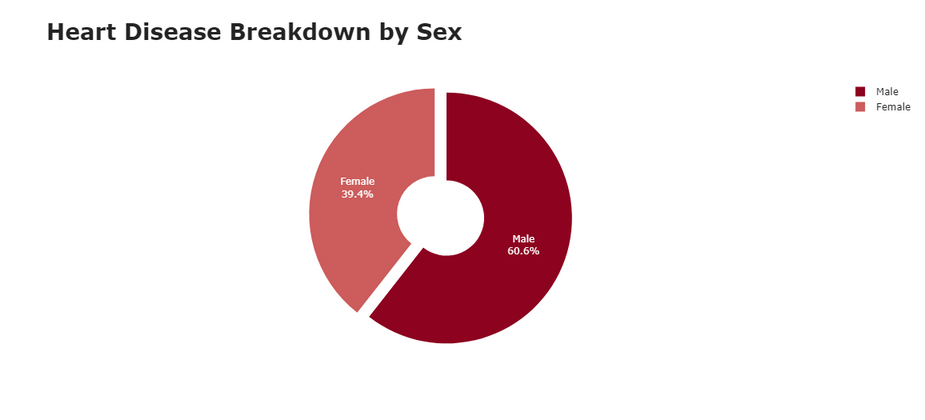 Heart Disease Breakdown by Sex
Male
Female
Female
39.4%
Male
60.6%